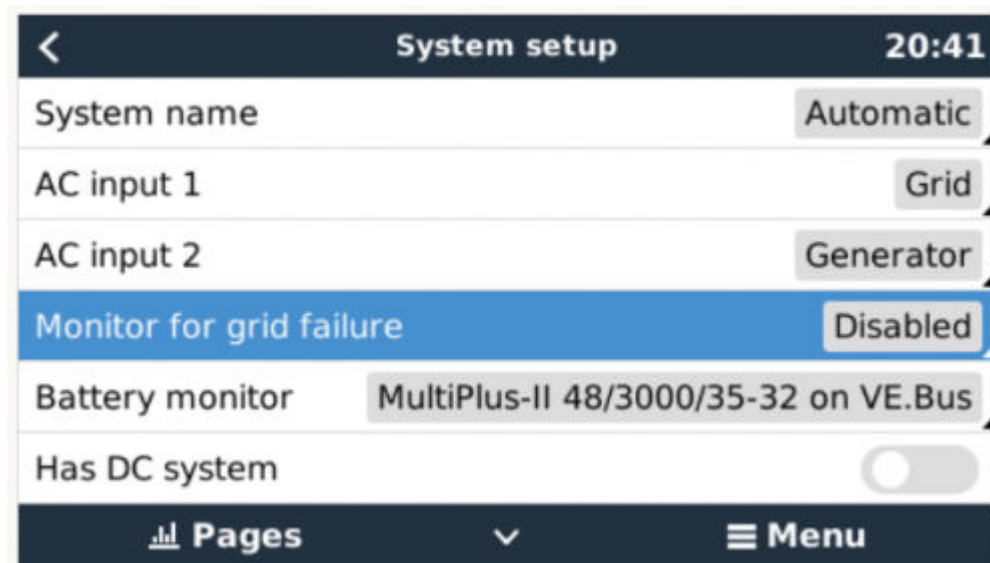 System setup 20:41
System name Automatic
AC input 1 Grid
AC input 2 Generator
Monitor for grid failure Disabled
Battery monitor MultiPlus-II 48/3000/35-32 on VE.Bus
Has DC system
Pages Menu